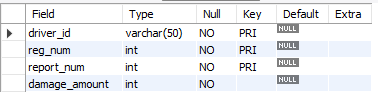 Field Type Null Key Default Extra
driver_id varchar(50) NO PRI NULL
reg_num int NO PRI NULL
report_num int NO PRI NULL
damage_amount int NO NULL